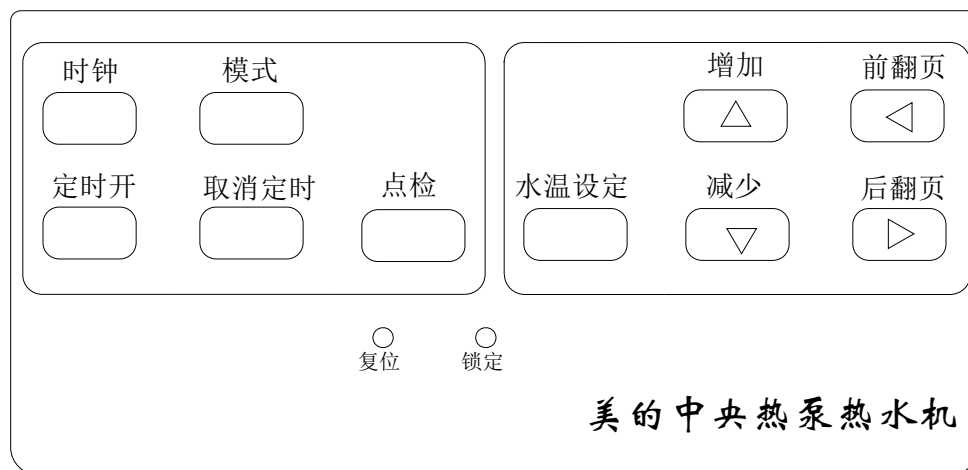 时钟 模式 增加 前翻页
定时开 取消定时 点检 水温设定 减少 后翻页
复位 锁定
美的中央热泵热水机